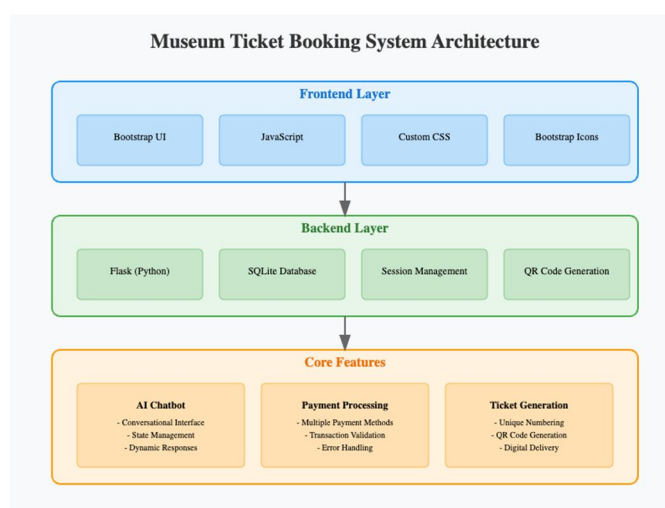 Museum Ticket Booking System Architecture
Frontend Layer
Bootstrap UI
JavaScript
Custom CSS
Bootstrap Icons
Backend Layer
Flask (Python)
SQLite Database
Session Management
QR Code Generation
Core Features
AI Chatbot
- Conversational Interface
- State Management
- Dynamic Responses
Payment Processing
- Multiple Payment Methods
- Transaction Validation
- Error Handling
Ticket Generation
- Unique Numbering
- QR Code Generation
- Digital Delivery